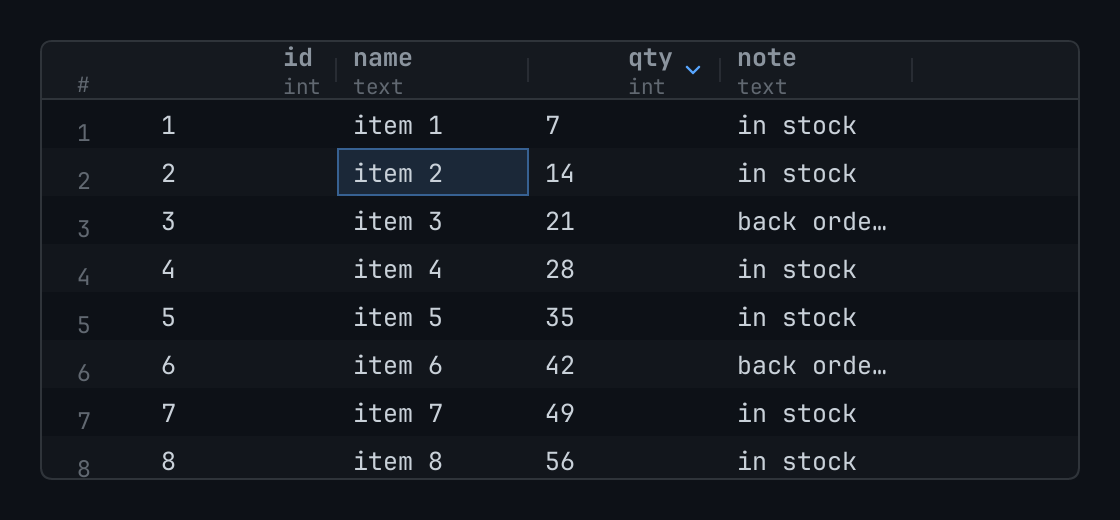 # id int name text qty int note text
1 1 item 1 7 in stock
2 2 item 2 14 in stock
3 3 item 3 21 back orde…
4 4 item 4 28 in stock
5 5 item 5 35 in stock
6 6 item 6 42 back orde…
7 7 item 7 49 in stock
8 8 item 8 56 in stock